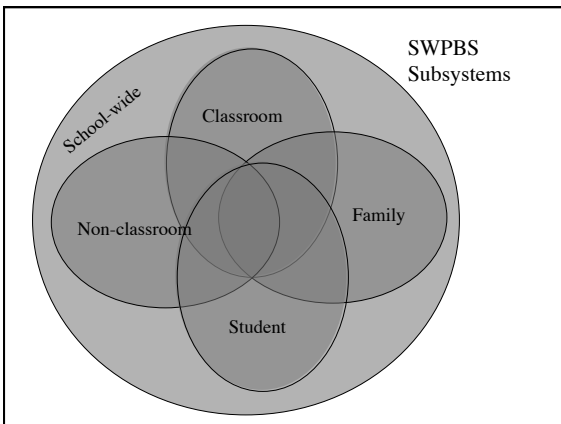 SWPBS
Subsystems
School-wide
Classroom
Non-classroom
Family
Student